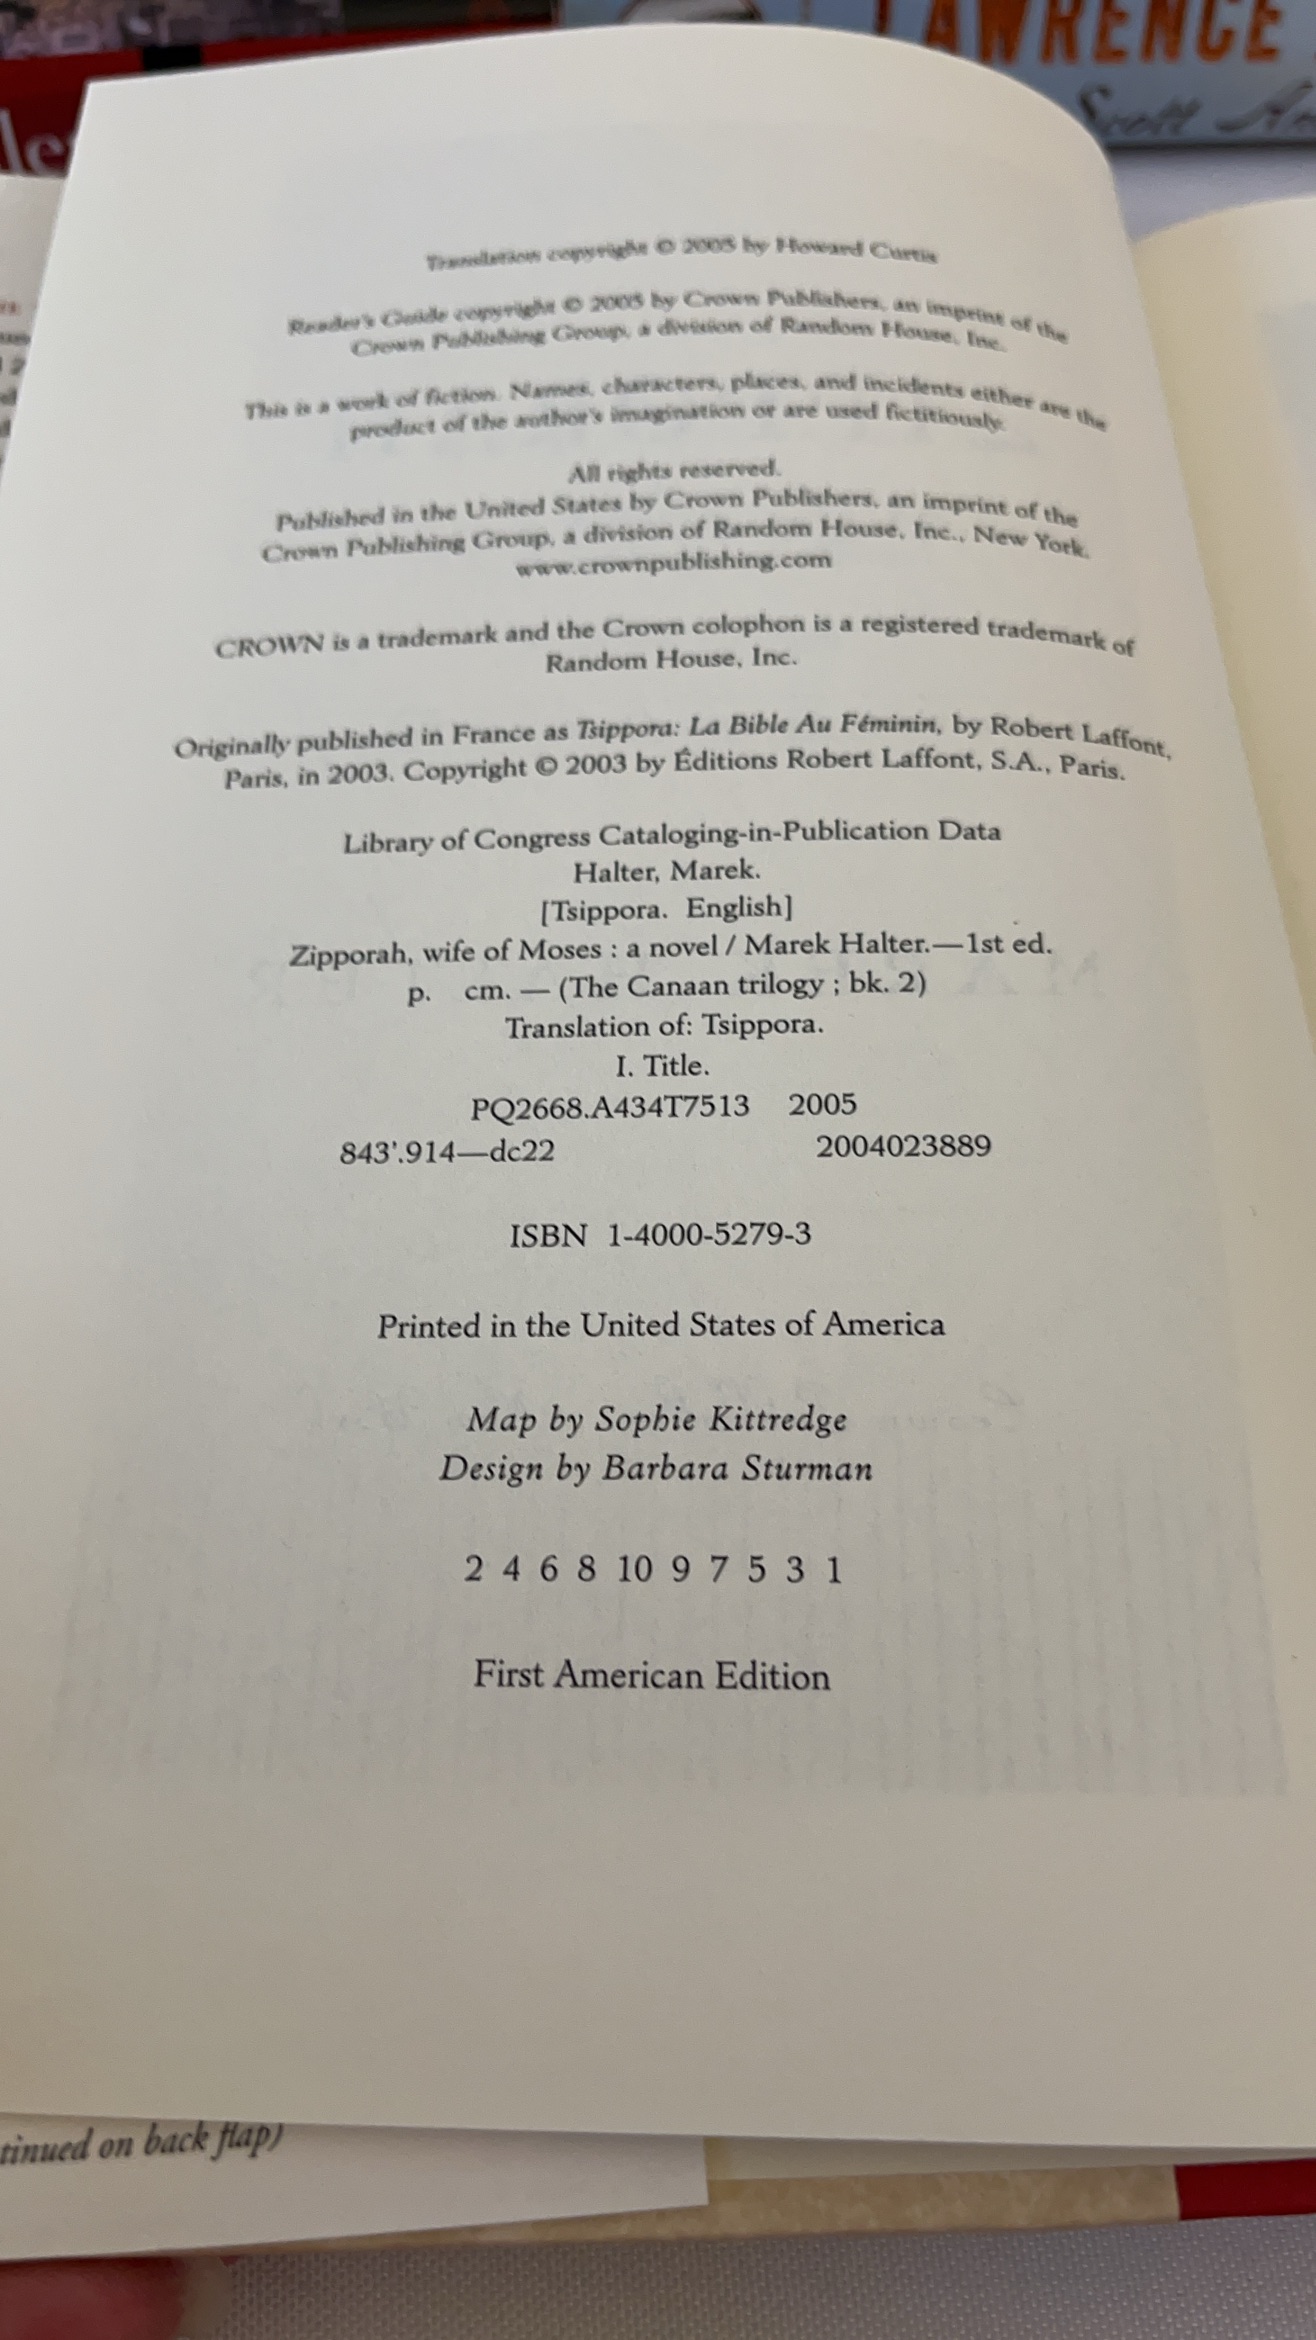 LAWRENCE
Scott An
Translation copyright © 2005 by Howard Curtis
Reader's Guide copyright © 2005 by Crown Publishers, an imprint of the
Crown Publishing Group, a division of Random House, Inc.
This is a work of fiction. Names, characters, places, and incidents either are the
product of the author's imagination or are used fictitiously.
All rights reserved.
Published in the United States by Crown Publishers, an imprint of the
Crown Publishing Group, a division of Random House, Inc., New York.
www.crownpublishing.com
CROWN is a trademark and the Crown colophon is a registered trademark of
Random House, Inc.
Originally published in France as Tsippora: La Bible Au Féminin, by Robert Laffont,
Paris, in 2003. Copyright © 2003 by Éditions Robert Laffont, S.A., Paris.
Library of Congress Cataloging-in-Publication Data
Halter, Marek.
[Tsippora. English]
Zipporah, wife of Moses : a novel / Marek Halter.—1st ed.
p. cm. — (The Canaan trilogy ; bk. 2)
Translation of: Tsippora.
I. Title.
PQ2668.A434T7513 2005
843'.914—dc22 2004023889
ISBN 1-4000-5279-3
Printed in the United States of America
Map by Sophie Kittredge
Design by Barbara Sturman
2 4 6 8 10 9 7 5 3 1
First American Edition
tinued on back flap)